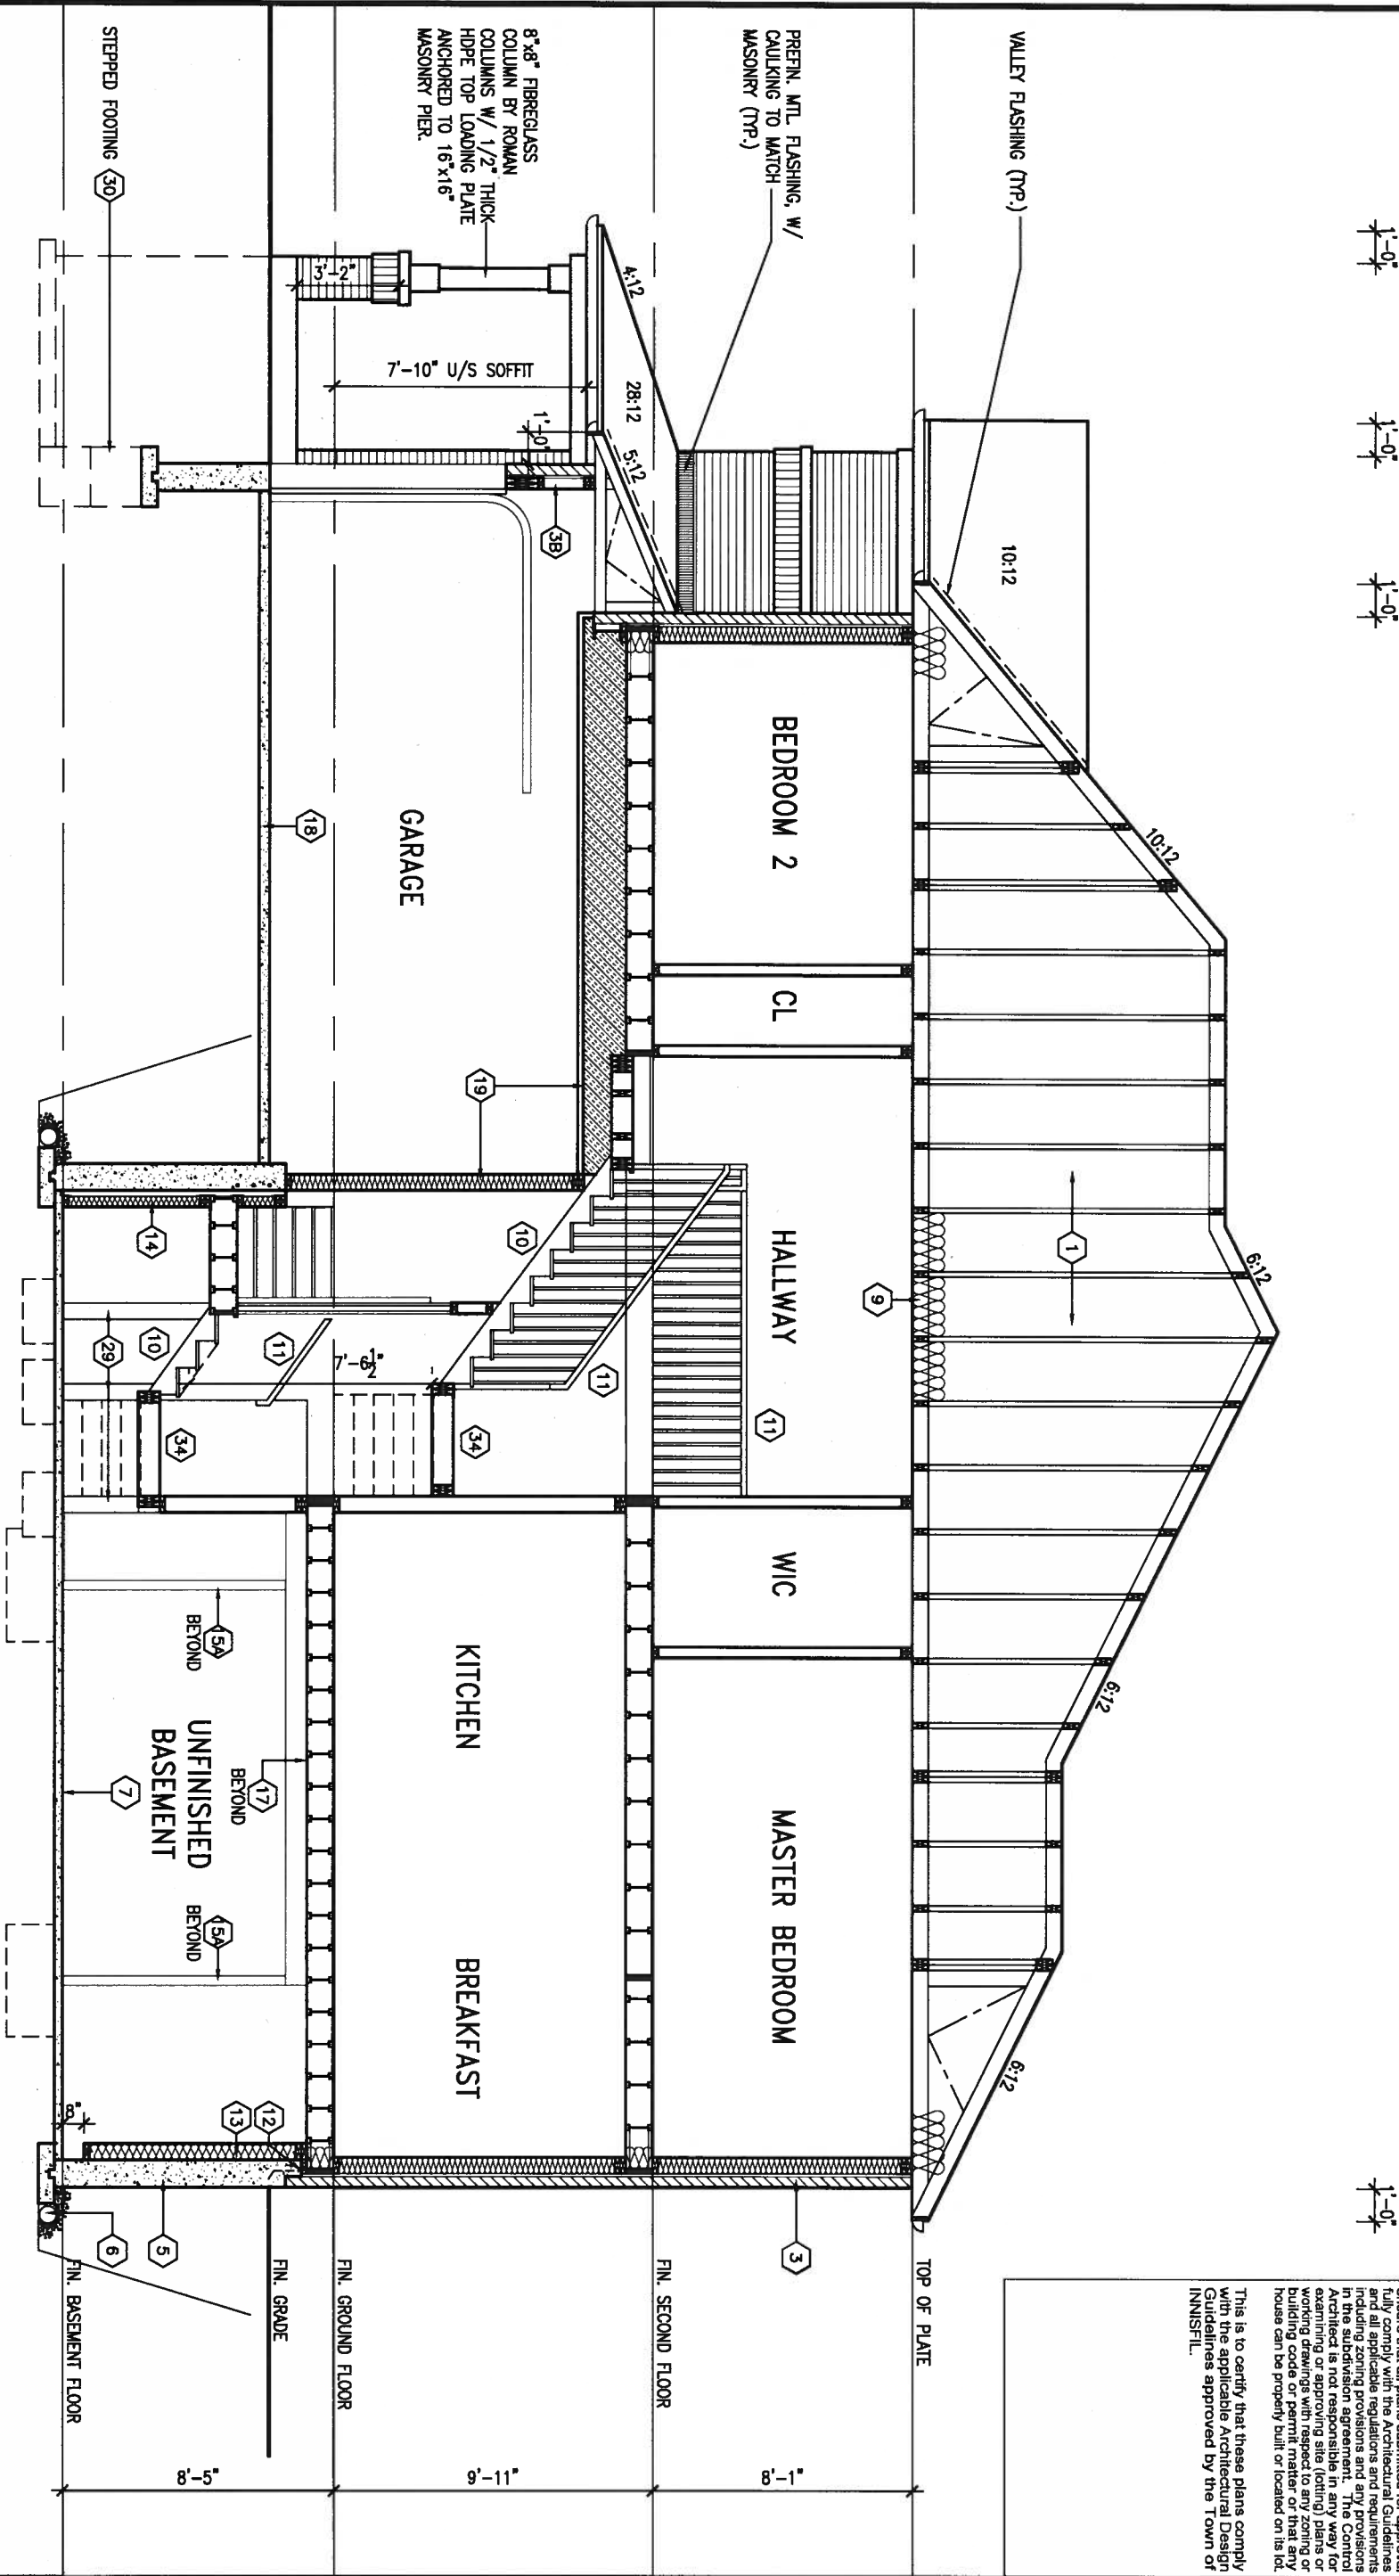 1'-0"
1'-0"
1'-0"
1'-0"
VALLEY FLASHING (TYP.)
PREFIN. MTL. FLASHING, W/
CAULKING TO MATCH
MASONRY (TYP.)
8"x8" FIBREGLASS
COLUMN BY ROMAN
COLUMNS W/ 1/2" THICK
HDPE TOP LOADING PLATE
ANCHORED TO 16"x16"
MASONRY PIER.
STEPPED FOOTING 30
10:12
10:12
6:12
6:12
6:12
4:12
28:12
5:12
3'-2"
7'-10" U/S SOFFIT
1'-0"
3B
1
9
BEDROOM 2
CL
HALLWAY
WIC
MASTER BEDROOM
GARAGE
KITCHEN
BREAKFAST
18
19
10
11
11
34
7'-6 1/2"
14
10
29
11
34
15A
BEYOND
17
BEYOND
15A
BEYOND
UNFINISHED
BASEMENT
7
8"
13
12
6
5
3
TOP OF PLATE
FIN. SECOND FLOOR
FIN. GROUND FLOOR
FIN. GRADE
FIN. BASEMENT FLOOR
8'-1"
9'-11"
8'-5"
fully comply with the Architectural Guidelines
and all applicable regulations and requirements
including zoning provisions and any provisions
in the subdivision agreement. The Control
Architect is not responsible in any way for
examining or approving site (lotting) plans or
working drawings with respect to any zoning or
building code or permit matter or that any
house can be properly built or located on its lot.
This is to certify that these plans comply
with the applicable Architectural Design
Guidelines approved by the Town of
INNISFIL.